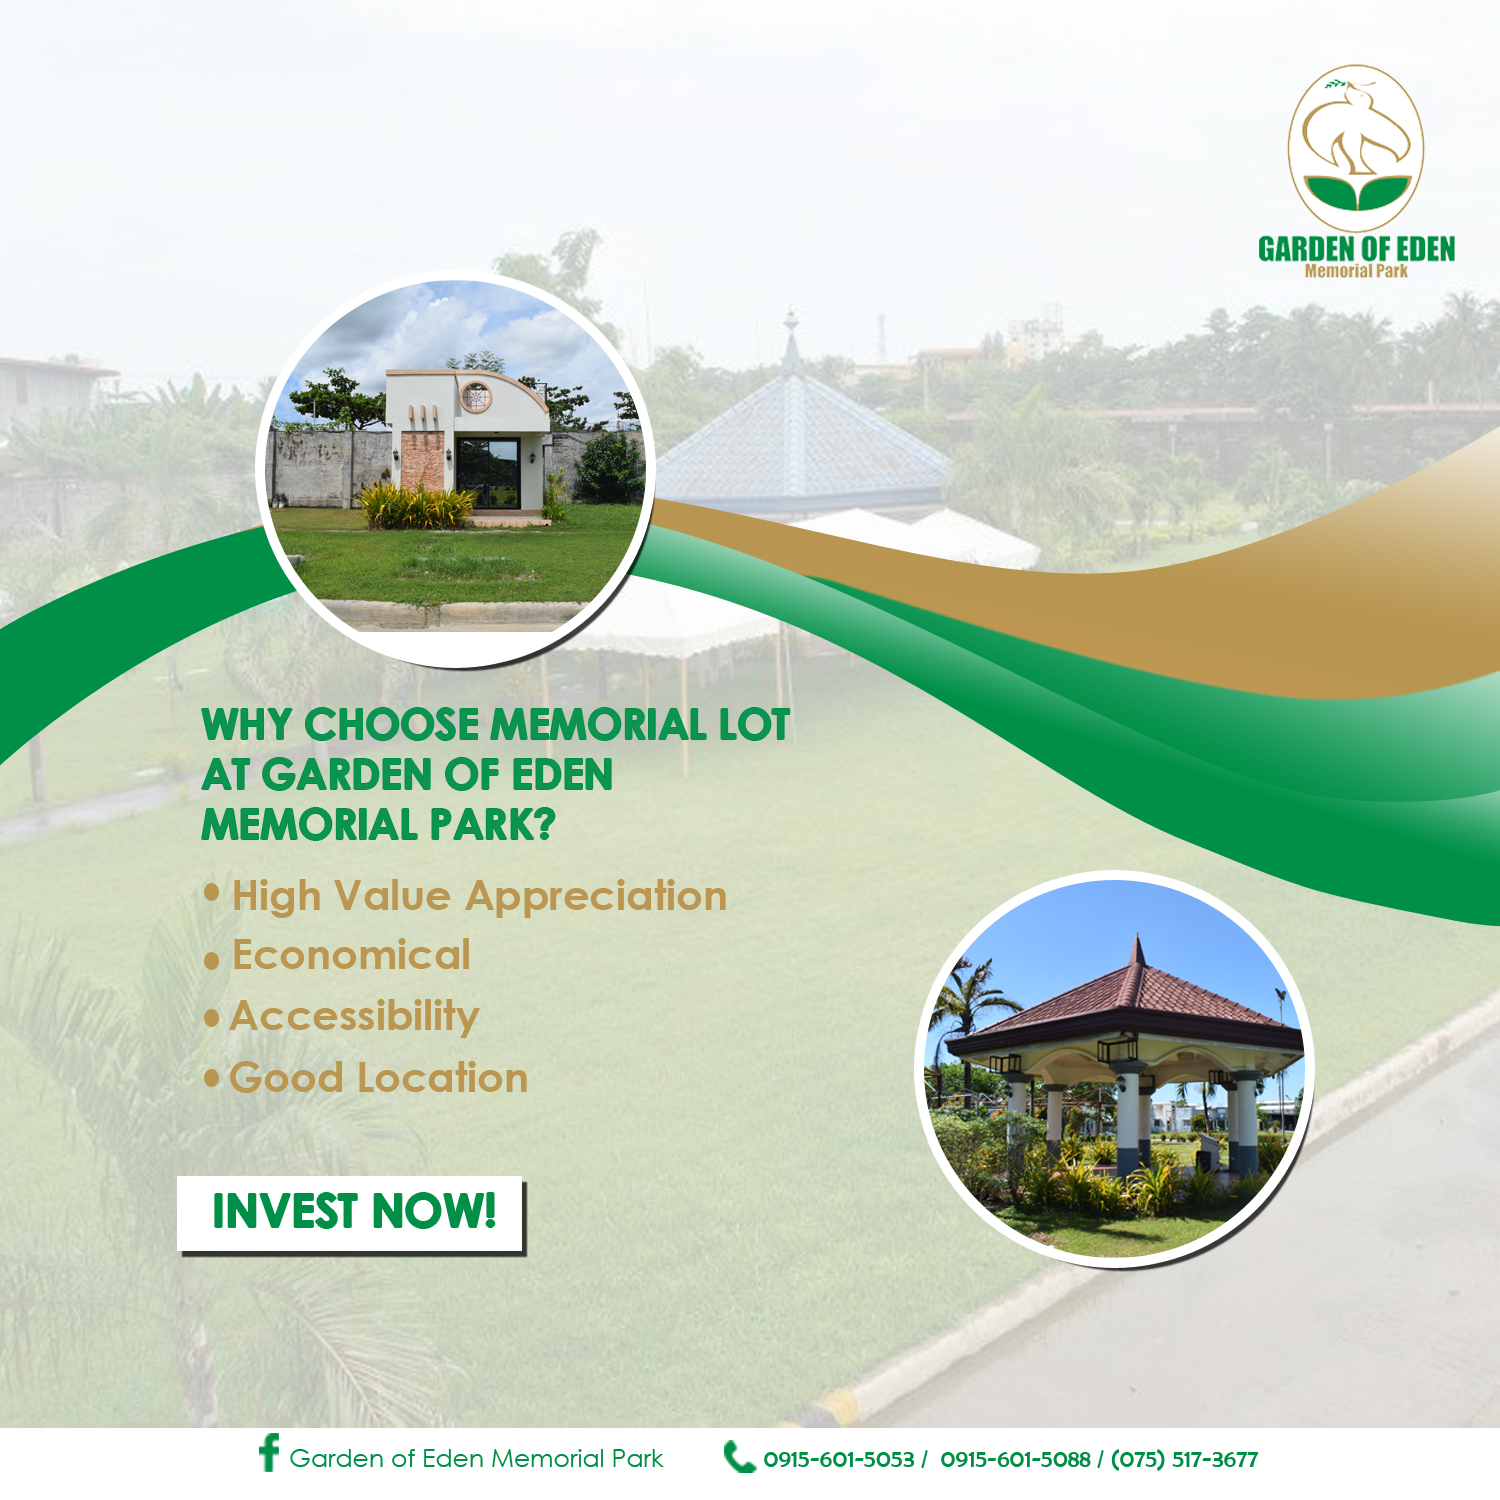 GARDEN OF EDEN
Memorial Park
WHY CHOOSE MEMORIAL LOT
AT GARDEN OF EDEN
MEMORIAL PARK?
• High Value Appreciation
• Economical
• Accessibility
• Good Location
INVEST NOW!
f Garden of Eden Memorial Park 0915-601-5053 / 0915-601-5088 / (075) 517-3677